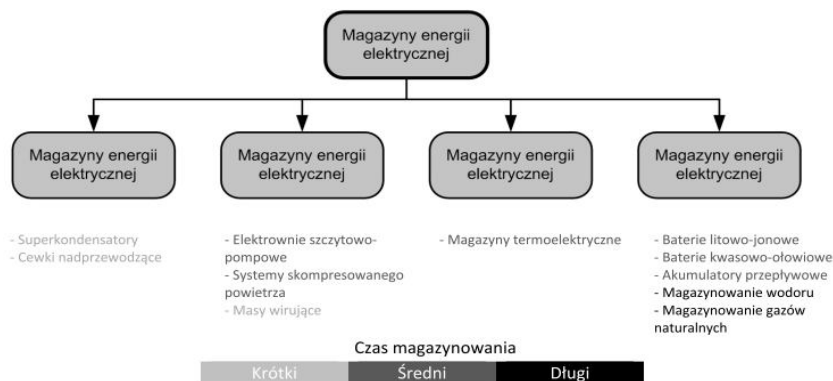 Magazyny energii
elektrycznej
Magazyny energii
elektrycznej
Magazyny energii
elektrycznej
Magazyny energii
elektrycznej
Magazyny energii
elektrycznej
- Superkondensatory
- Cewki nadprzewodzące
- Elektrownie szczytowo-
pompowe
- Systemy skompresowanego
powietrza
- Masy wirujące
- Magazyny termoelektryczne
- Baterie litowo-jonowe
- Baterie kwasowo-ołowiowe
- Akumulatory przepływowe
- Magazynowanie wodoru
- Magazynowanie gazów
naturalnych
Czas magazynowania
Krótki Średni Długi